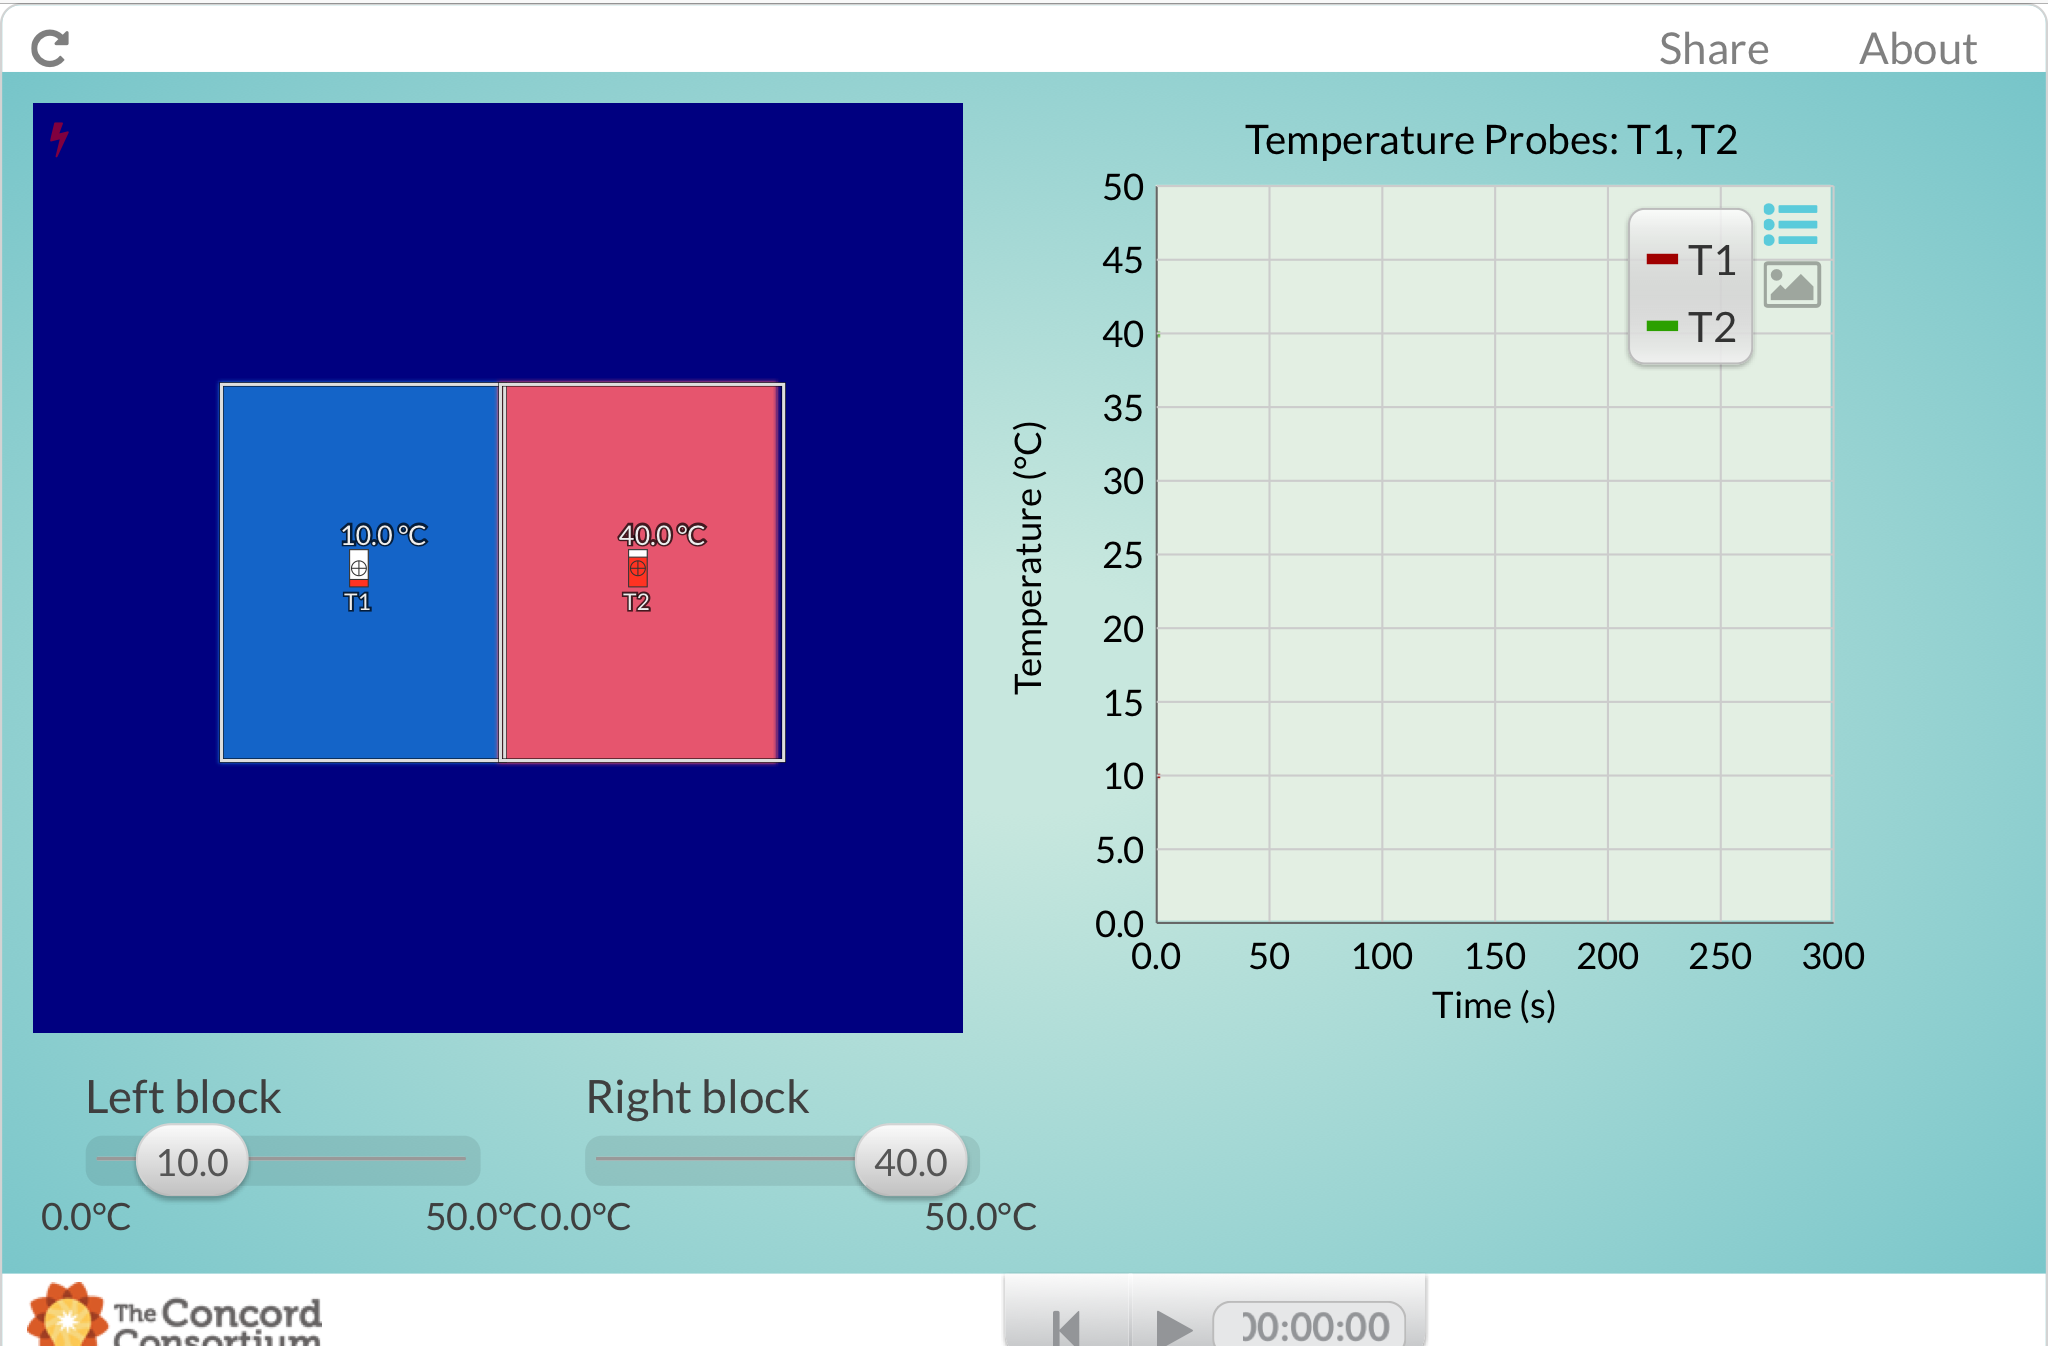 Share About
Temperature Probes: T1, T2
50
45
40
35
30
25
20
15
10
5.0
0.0
T1
T2
Temperature (°C)
0.0 50 100 150 200 250 300
Time (s)
10.0 °C
T1
40.0 °C
T2
Left block
10.0
0.0°C 50.0°C
Right block
40.0
0.0°C 50.0°C
The Concord
Consortium
00:00:00